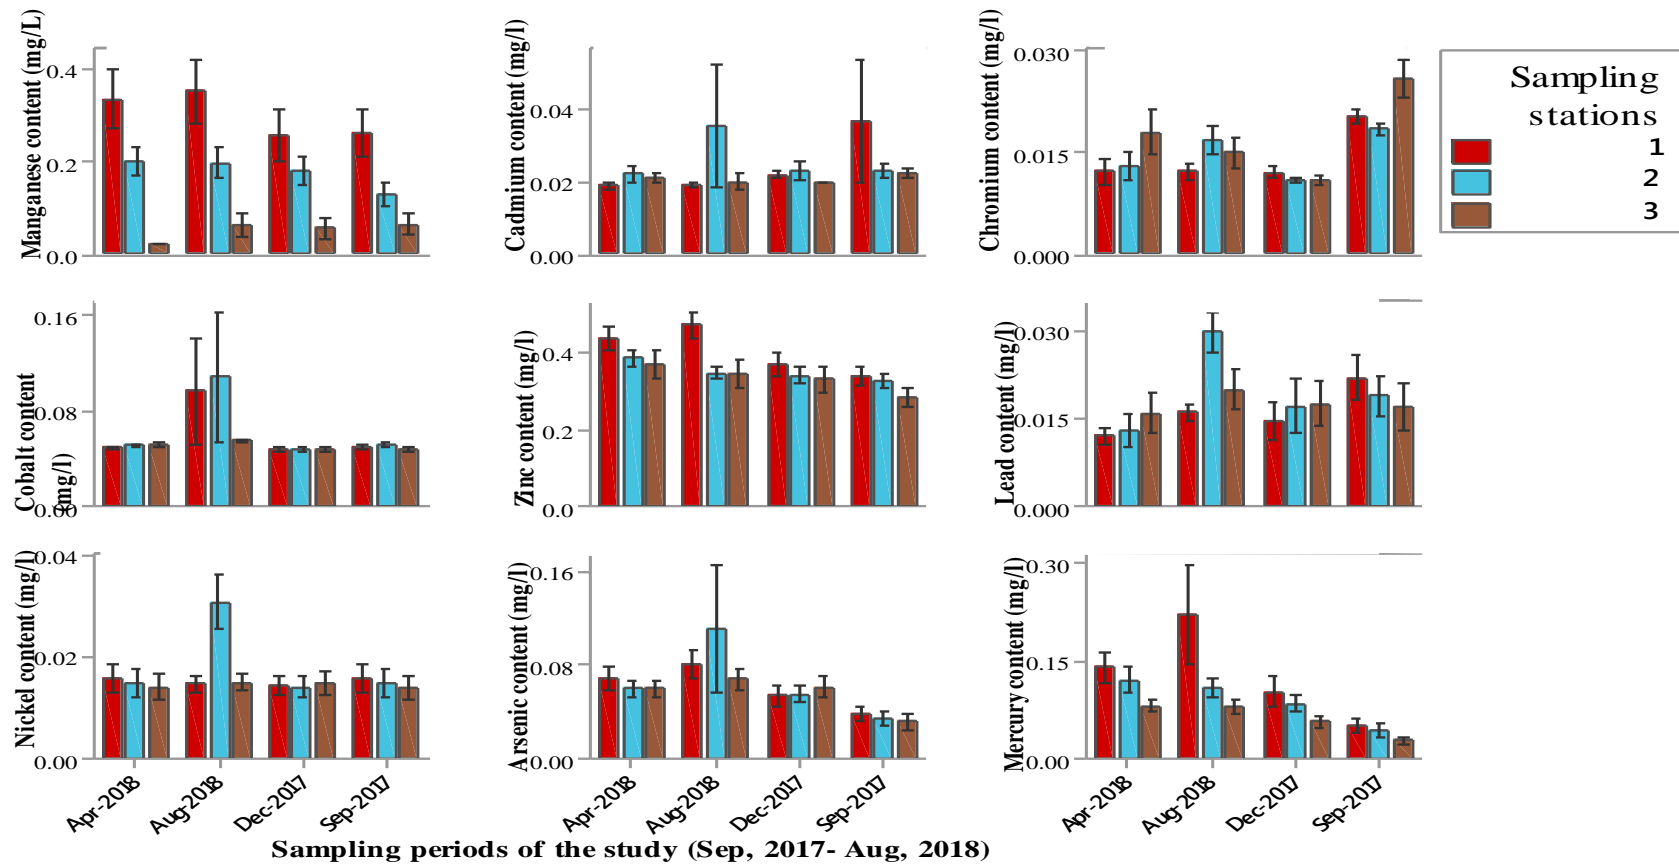 Manganese content (mg/L)
0.4
0.2
0.0
Cadmium content (mg/l)
0.04
0.02
0.00
Chromium content (mg/l)
0.030
0.015
0.000
Sampling
stations
1
2
3
Cobalt content
(mg/l)
0.16
0.08
0.00
Zinc content (mg/l)
0.4
0.2
0.0
Lead content (mg/l)
0.030
0.015
0.000
Nickel content (mg/l)
0.04
0.02
0.00
Arsenic content (mg/l)
0.16
0.08
0.00
Mercury content (mg/l)
0.30
0.15
0.00
Apr-2018
Aug-2018
Dec-2017
Sep-2017
Apr-2018
Aug-2018
Dec-2017
Sep-2017
Apr-2018
Aug-2018
Dec-2017
Sep-2017
Sampling periods of the study (Sep, 2017- Aug, 2018)